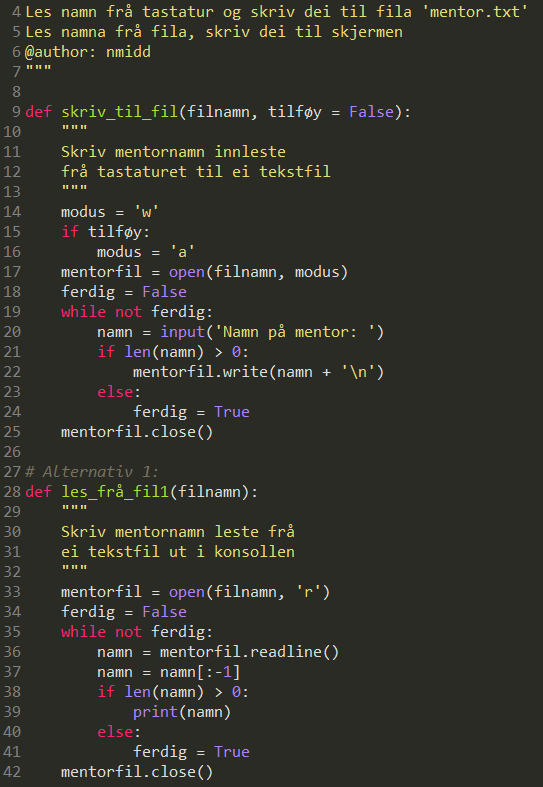 4 Les namn frå tastatur og skriv dei til fila 'mentor.txt'
5 Les namna frå fila, skriv dei til skjermen
6 @author: nmidd
7 """
8
9 def skriv_til_fil(filnamn, tilføy = False):
10     """
11     Skriv mentornamn innleste
12     frå tastaturet til ei tekstfil
13     """
14     modus = 'w'
15     if tilføy:
16         modus = 'a'
17     mentorfil = open(filnamn, modus)
18     ferdig = False
19     while not ferdig:
20         namn = input('Namn på mentor: ')
21         if len(namn) > 0:
22             mentorfil.write(namn + '\n')
23         else:
24             ferdig = True
25     mentorfil.close()
26
27 # Alternativ 1:
28 def les_frå_fil1(filnamn):
29     """
30     Skriv mentornamn leste frå
31     ei tekstfil ut i konsollen
32     """
33     mentorfil = open(filnamn, 'r')
34     ferdig = False
35     while not ferdig:
36         namn = mentorfil.readline()
37         namn = namn[:-1]
38         if len(namn) > 0:
39             print(namn)
40         else:
41             ferdig = True
42     mentorfil.close()